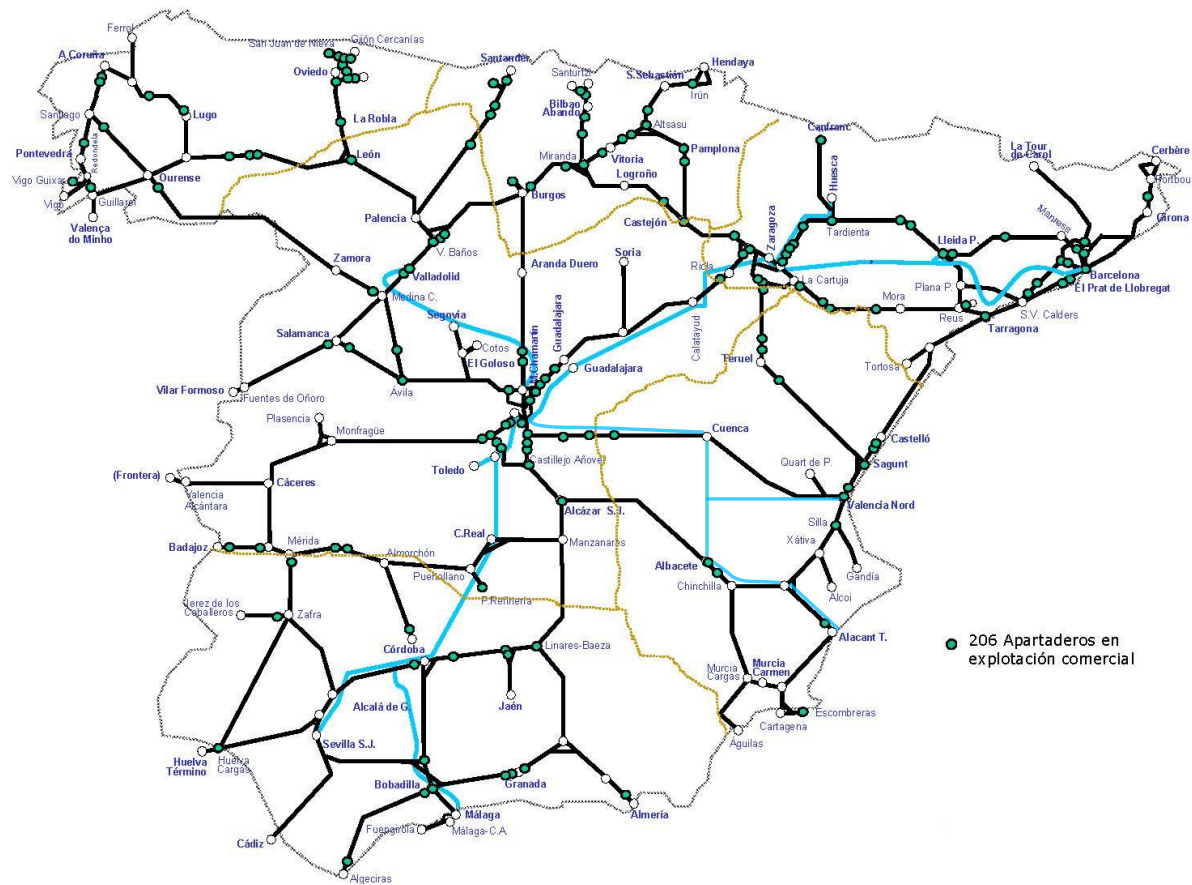 Ferrol
San Juan de Nieva
Gijón Cercanías
A Coruña
Oviedo
Santander
Santurtzi
S.Sebastián
Hendaya
Irún
Bilbao
Abando
Santiago
Lugo
La Robla
Altsasu
Canfranc
La Tour
de Carol
Cerbère
Portbou
Pontevedra
Redondela
León
Miranda
Vitoria
Pamplona
Huesca
Vigo Guixar
Ourense
Logroño
Girona
Vigo
Guillarei
Burgos
Valença
do Minho
Palencia
Castejón
Zaragoza
Tardienta
Manresa
V. Baños
Lleida P.
Zamora
Valladolid
Aranda Duero
Soria
Ricla
La Cartuja
Barcelona
El Prat de Llobregat
Medina C.
Plana P.
Mora
Reus
S.V. Calders
Segovia
Guadalajara
Calatayud
Tarragona
Salamanca
Cotos
El Goloso
M.Chamartín
Guadalajara
Teruel
Tortosa
Vilar Formoso
Fuentes de Oñoro
Ávila
Plasencia
Monfragüe
Cuenca
Castelló
Toledo
Castillejo Añover
Quart de P.
Sagunt
(Frontera)
Valencia
Alcántara
Cáceres
Alcázar S.J.
Valencia Nord
Silla
C.Real
Manzanares
Xátiva
Badajoz
Mérida
Almorchón
Puertollano
Albacete
Gandía
Chinchilla
Alcoi
P.Refinería
Jerez de los
Caballeros
Zafra
Alacant T.
206 Apartaderos en
explotación comercial
Córdoba
Linares-Baeza
Murcia
Cargas
Murcia
Carmen
Alcalá de G.
Jaén
Cartagena
Escombreras
Sevilla S.J.
Águilas
Huelva
Término
Huelva
Cargas
Bobadilla
Granada
Málaga
Almería
Fuengirola
Málaga-C.A.
Cádiz
Algeciras